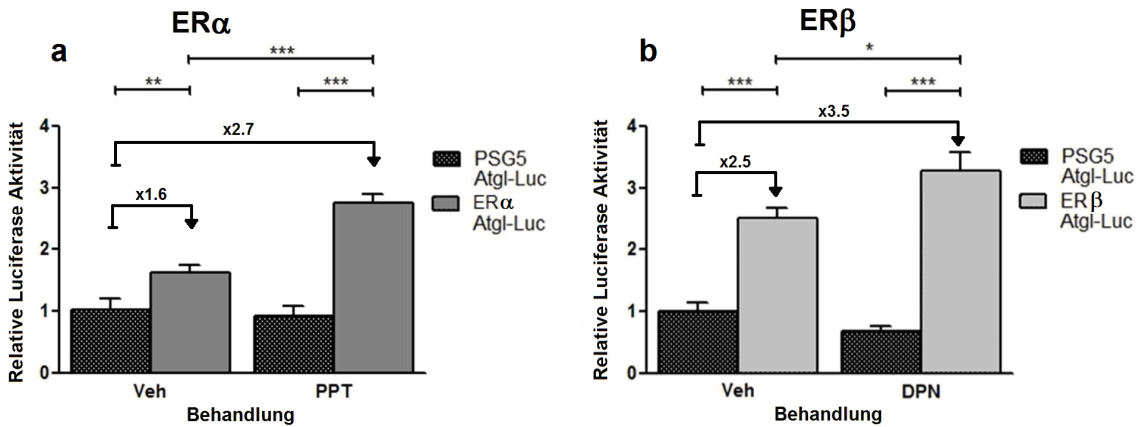 ERα
a
***
**
***
x2.7
x1.6
Relative Luciferase Aktivität
4
3
2
1
0
PSG5
Atgl-Luc
ERα
Atgl-Luc
Veh
PPT
Behandlung
ERβ
b
*
***
***
x3.5
x2.5
Relative Luciferase Aktivität
4
3
2
1
0
PSG5
Atgl-Luc
ERβ
Atgl-Luc
Veh
DPN
Behandlung